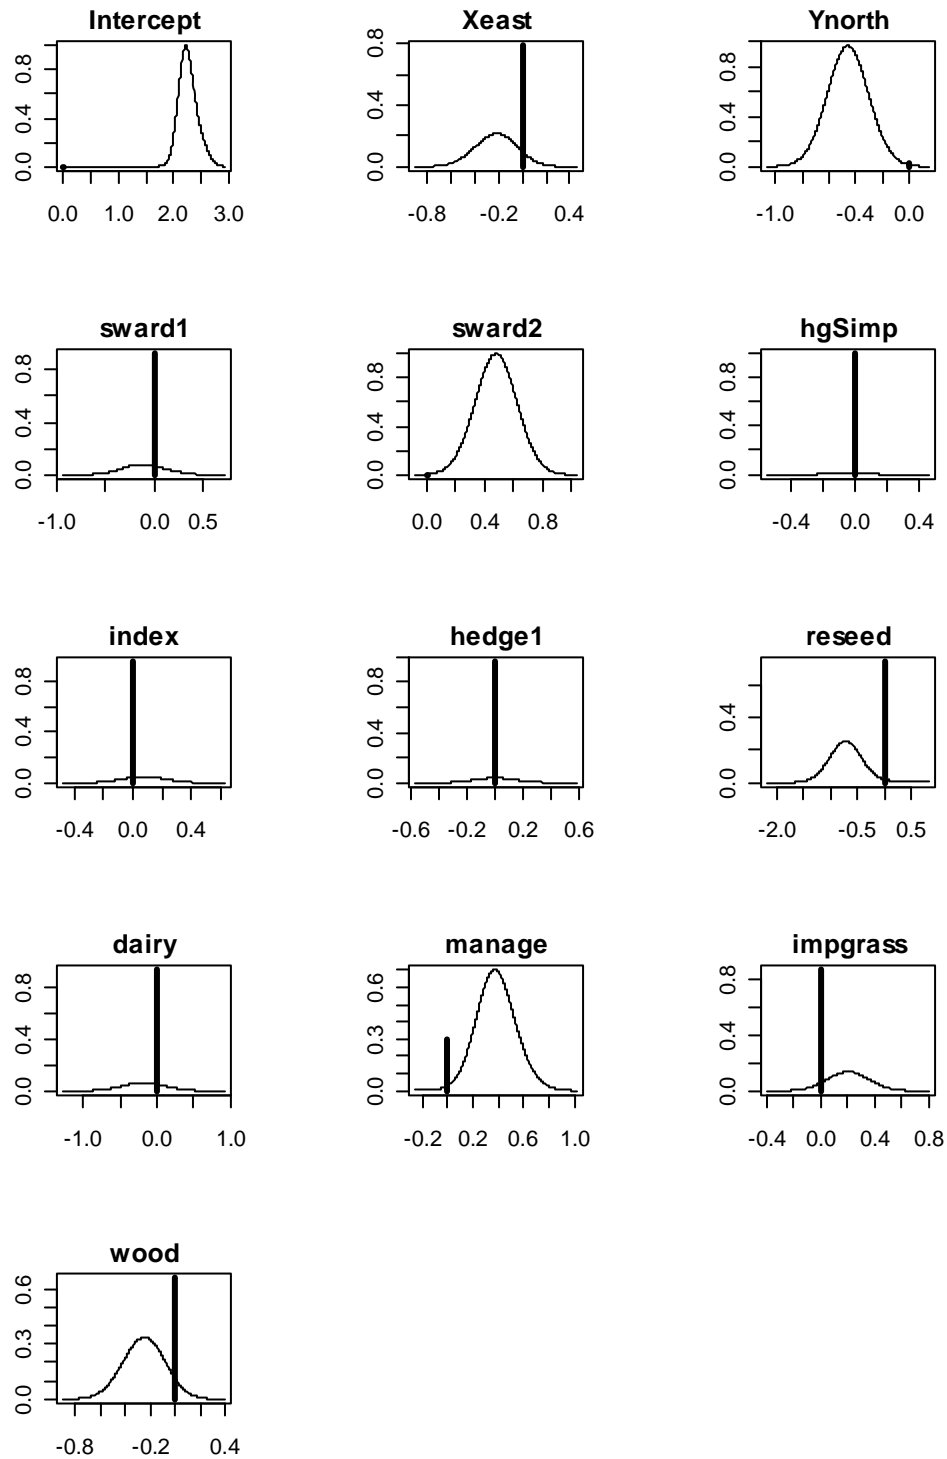 Intercept
0.0 0.4 0.8
0.0 1.0 2.0 3.0
Xeast
0.0 0.4 0.8
-0.8 -0.2 0.4
Ynorth
0.0 0.4 0.8
-1.0 -0.4 0.0
sward1
0.0 0.4 0.8
-1.0 0.0 0.5
sward2
0.0 0.4 0.8
0.0 0.4 0.8
hgSimp
0.0 0.4 0.8
-0.4 0.0 0.4
index
0.0 0.4 0.8
-0.4 0.0 0.4
hedge1
0.0 0.4 0.8
-0.6 -0.2 0.2 0.6
reseed
0.0 0.4
-2.0 -0.5 0.5
dairy
0.0 0.4 0.8
-1.0 0.0 1.0
manage
0.0 0.3 0.6
-0.2 0.2 0.6 1.0
impgrass
0.0 0.4 0.8
-0.4 0.0 0.4 0.8
wood
0.0 0.3 0.6
-0.8 -0.2 0.4